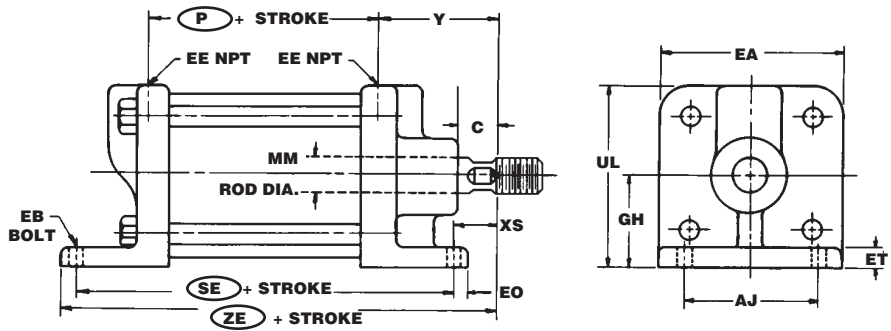 P + STROKE
Y
EE NPT
EE NPT
C
MM
ROD DIA.
EB
BOLT
XS
SE + STROKE
EO
ZE + STROKE
EA
UL
GH
ET
AJ